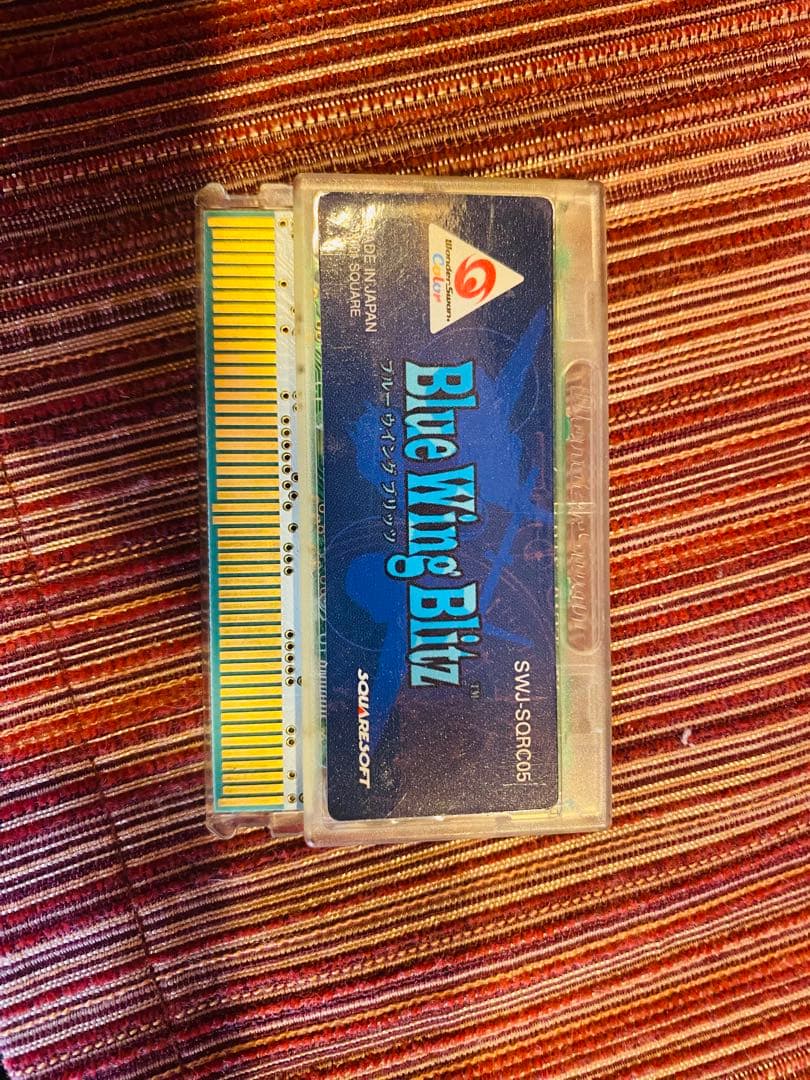 WonderSwan
Color
SWJ-SQRC05
Blue Wing Blitz
TM
ブルーウイングブリッツ
MADE IN JAPAN
SQUARE
SQUARESOFT